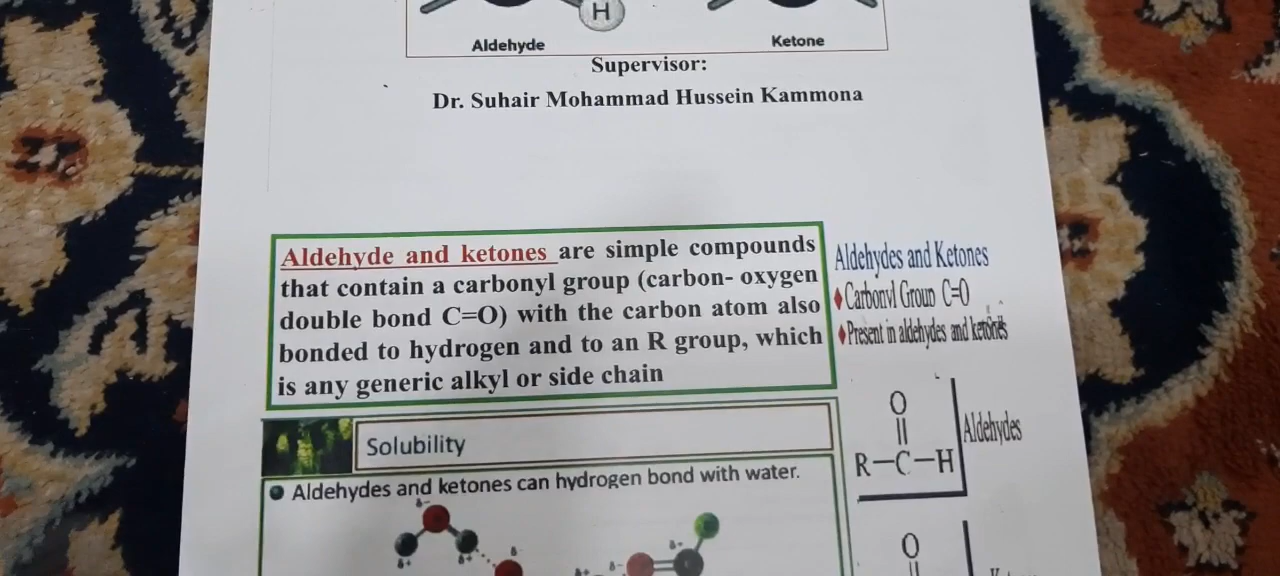 H
Aldehyde
Ketone
Supervisor:
Dr. Suhair Mohammad Hussein Kammona
Aldehyde and ketones are simple compounds
that contain a carbonyl group (carbon- oxygen
double bond C=O) with the carbon atom also
bonded to hydrogen and to an R group, which
is any generic alkyl or side chain
Aldehydes and Ketones
♦Carbonyl Group C=O
♦Present in aldehydes and ketones
O
R—C—H
Aldehydes
O
Solubility
Aldehydes and ketones can hydrogen bond with water.
δ-
δ+
δ+
δ-
δ-
δ+